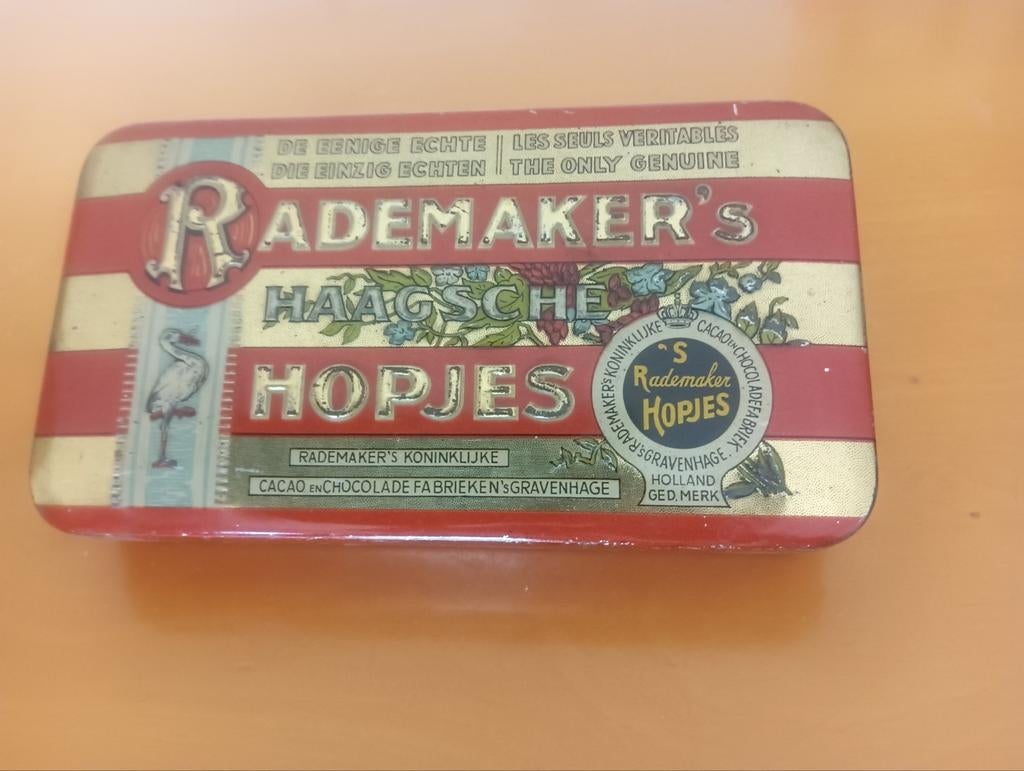 DE EENIGE ECHTE
DIE EINZIG ECHTEN
LES SEULS VERITABLES
THE ONLY GENUINE
RADEMAKER'S
HAAGSCHE
HOPJES
RADEMAKER'S KONINKLIJKE
CACAO EN CHOCOLADE FABRIEKEN 'S GRAVENHAGE
RADEMAKER'S KONINKLIJKE CACAO EN CHOCOLADEFABRIEK 'S GRAVENHAGE.
'S
Rademaker
HOPJES
HOLLAND
GED. MERK